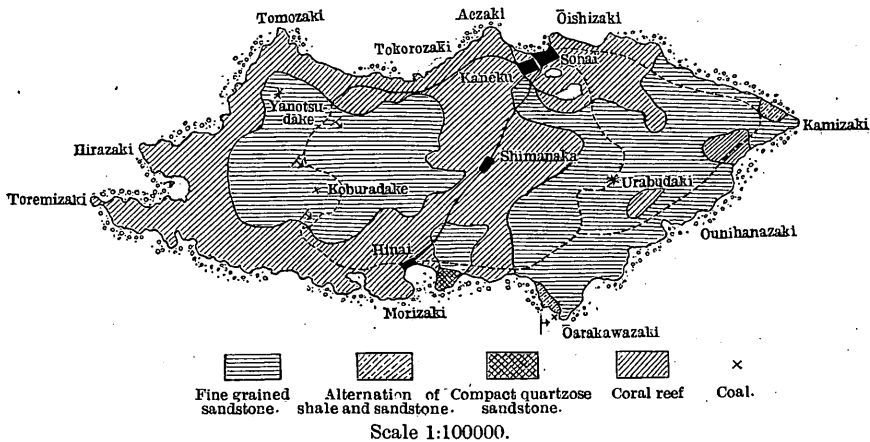 Tomozaki
Aezaki
Ōishizaki
Tokorozaki
Sonai
Kaneku
Yanotsu-
dake
Kamizaki
Hirazaki
Shimanaka
Urabudaki
Koburadake
Toremizaki
Ounihanazaki
Hinai
Morizaki
Ōarakawazaki
Fine grained
sandstone.
Alternation of
shale and sandstone.
Compact quartzose
sandstone.
Coral reef
Coal.
Scale 1:100000.